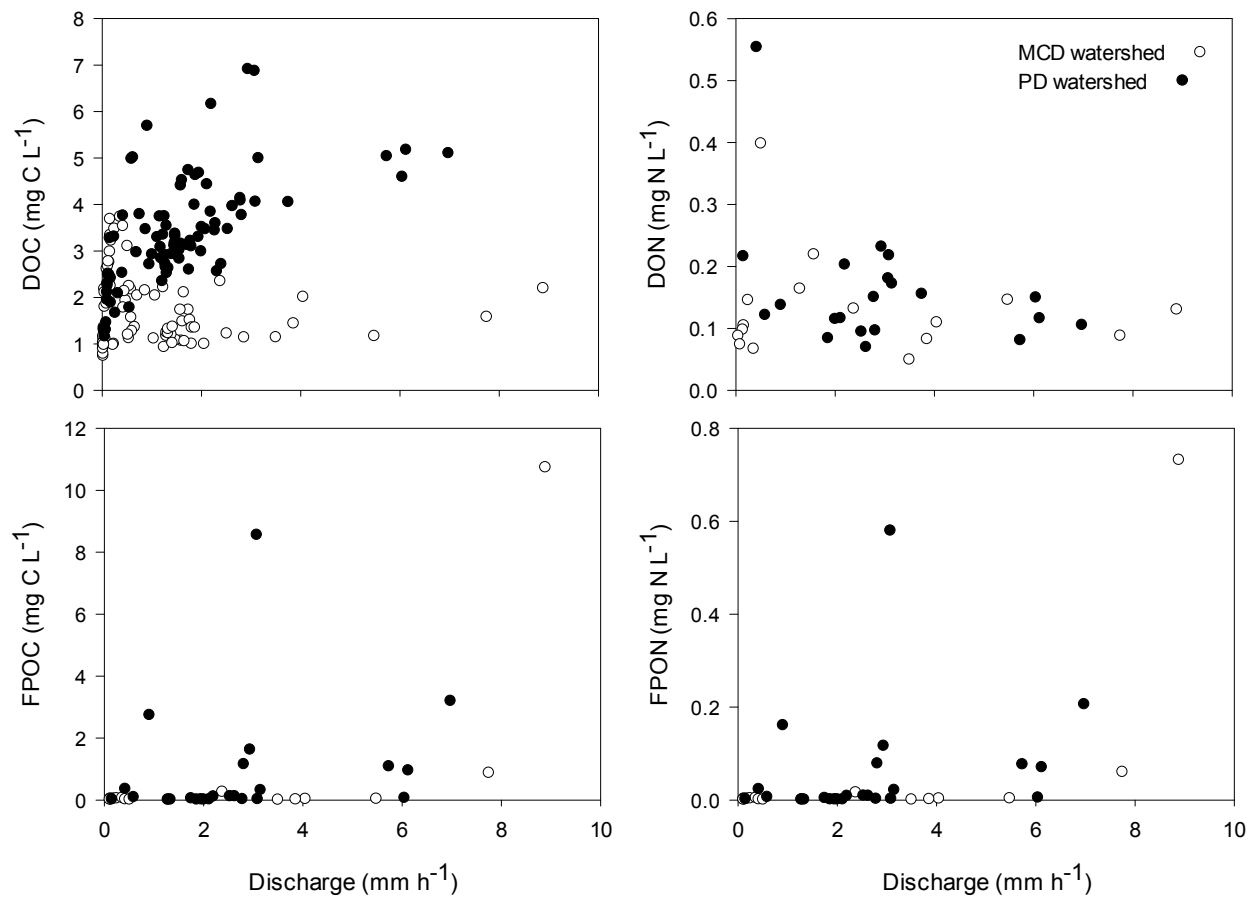 8
7
6
5
4
3
2
1
0
DOC (mg C L⁻¹)
0.6
0.5
0.4
0.3
0.2
0.1
0.0
DON (mg N L⁻¹)
MCD watershed
PD watershed
12
10
8
6
4
2
0
FPOC (mg C L⁻¹)
0 2 4 6 8 10
Discharge (mm h⁻¹)
0.8
0.6
0.4
0.2
0.0
FPON (mg N L⁻¹)
0 2 4 6 8 10
Discharge (mm h⁻¹)